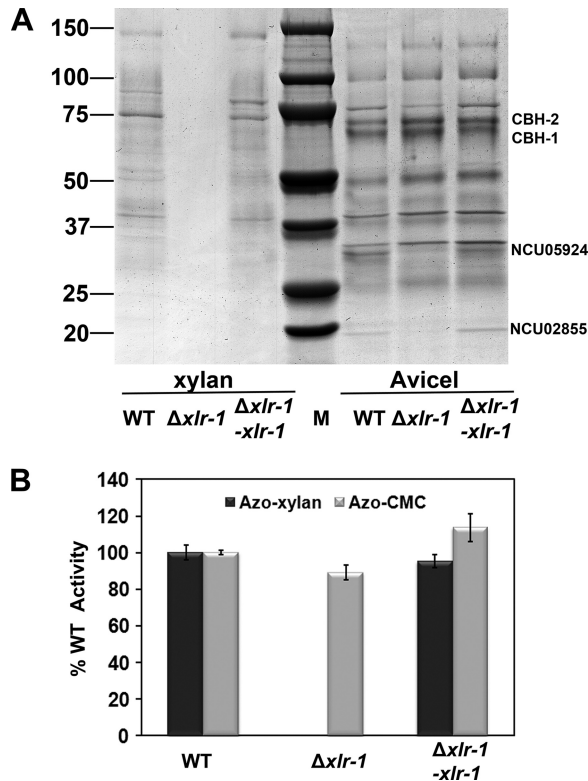 A
150
100
75
50
37
25
20
CBH-2
CBH-1
NCU05924
NCU02855
xylan
Avicel
WT
Δxlr-1
Δxlr-1
-xlr-1
M
WT
Δxlr-1
Δxlr-1
-xlr-1
B
% WT Activity
140
120
100
80
60
40
20
0
Azo-xylan
Azo-CMC
WT
Δxlr-1
Δxlr-1
-xlr-1